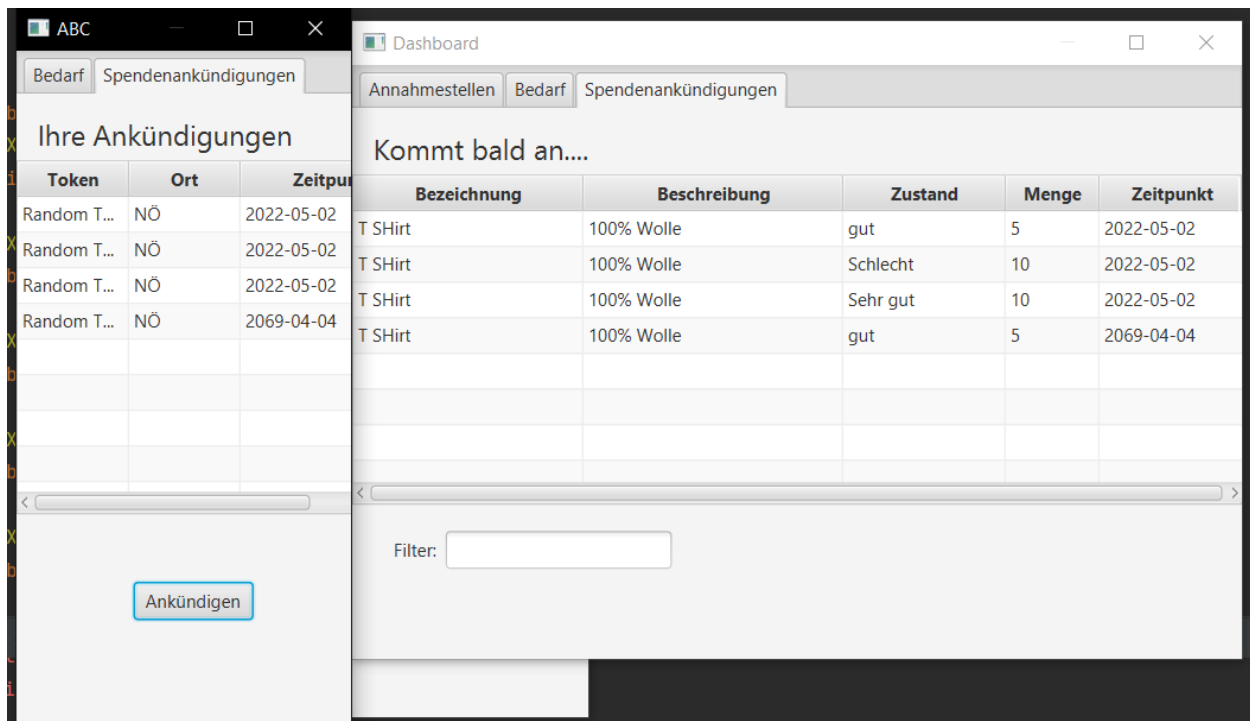 ABC
Bedarf Spendenankündigungen
Ihre Ankündigungen
Token Ort
Random T... NÖ 2022-05-02
Random T... NÖ 2022-05-02
Random T... NÖ 2022-05-02
Random T... NÖ 2069-04-04
Ankündigen
Dashboard
Annahmestellen Bedarf Spendenankündigungen
Kommt bald an....
Bezeichnung Beschreibung Zustand Menge Zeitpunkt
T SHirt 100% Wolle gut 5 2022-05-02
T SHirt 100% Wolle Schlecht 10 2022-05-02
T SHirt 100% Wolle Sehr gut 10 2022-05-02
T SHirt 100% Wolle gut 5 2069-04-04
Filter: